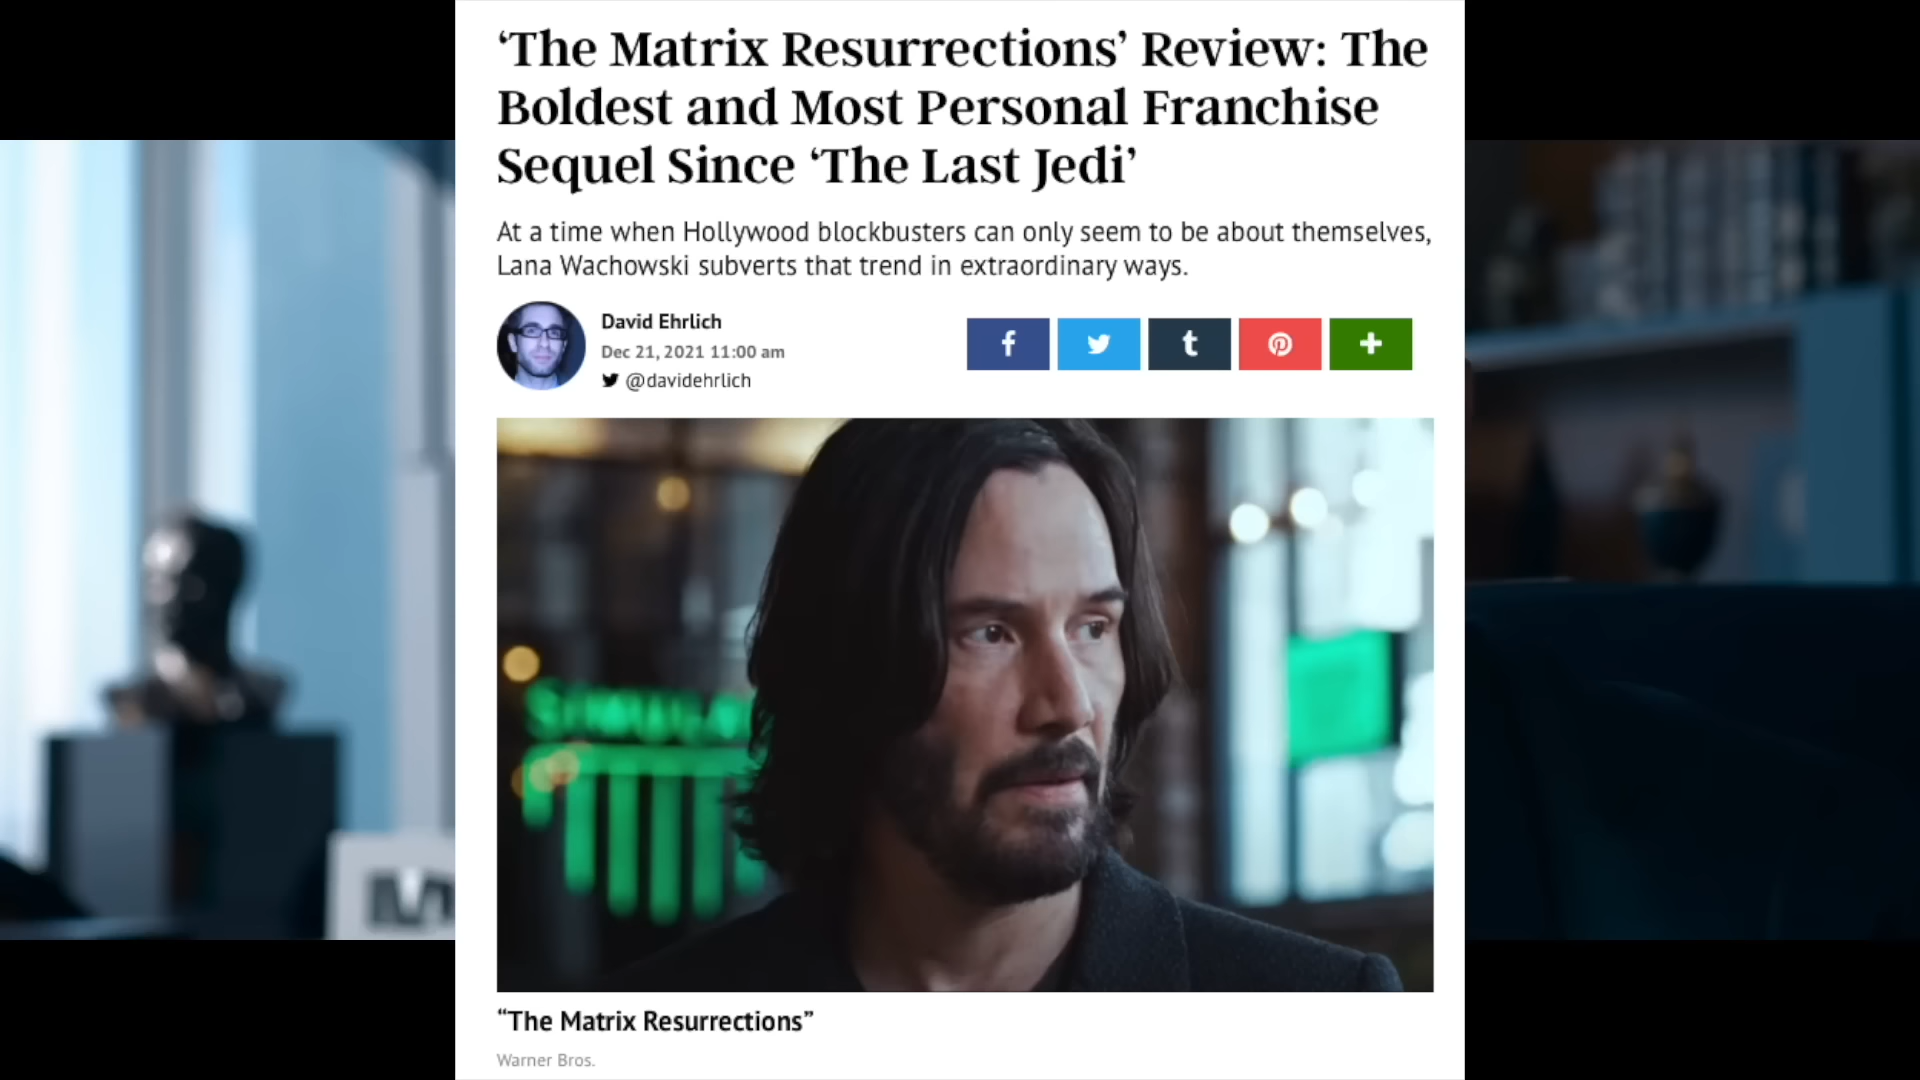 ‘The Matrix Resurrections’ Review: The
Boldest and Most Personal Franchise
Sequel Since ‘The Last Jedi’
At a time when Hollywood blockbusters can only seem to be about themselves,
Lana Wachowski subverts that trend in extraordinary ways.
David Ehrlich
Dec 21, 2021 11:00 am
@davidehrlich
“The Matrix Resurrections”
Warner Bros.